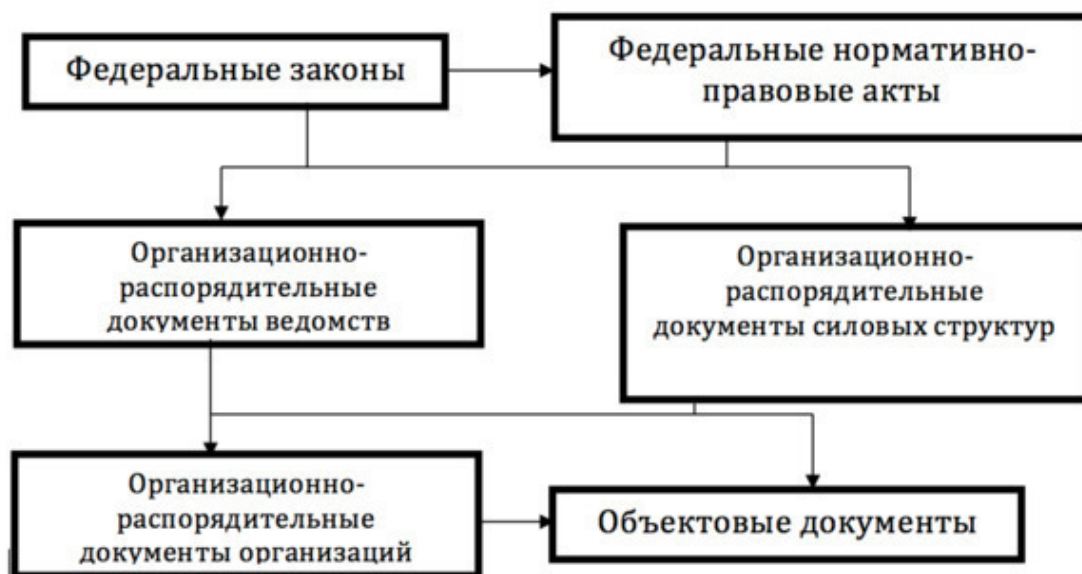 Федеральные законы
Федеральные нормативно-
правовые акты
Организационно-
распорядительные
документы ведомств
Организационно-
распорядительные
документы силовых структур
Организационно-
распорядительные
документы организаций
Объектовые документы